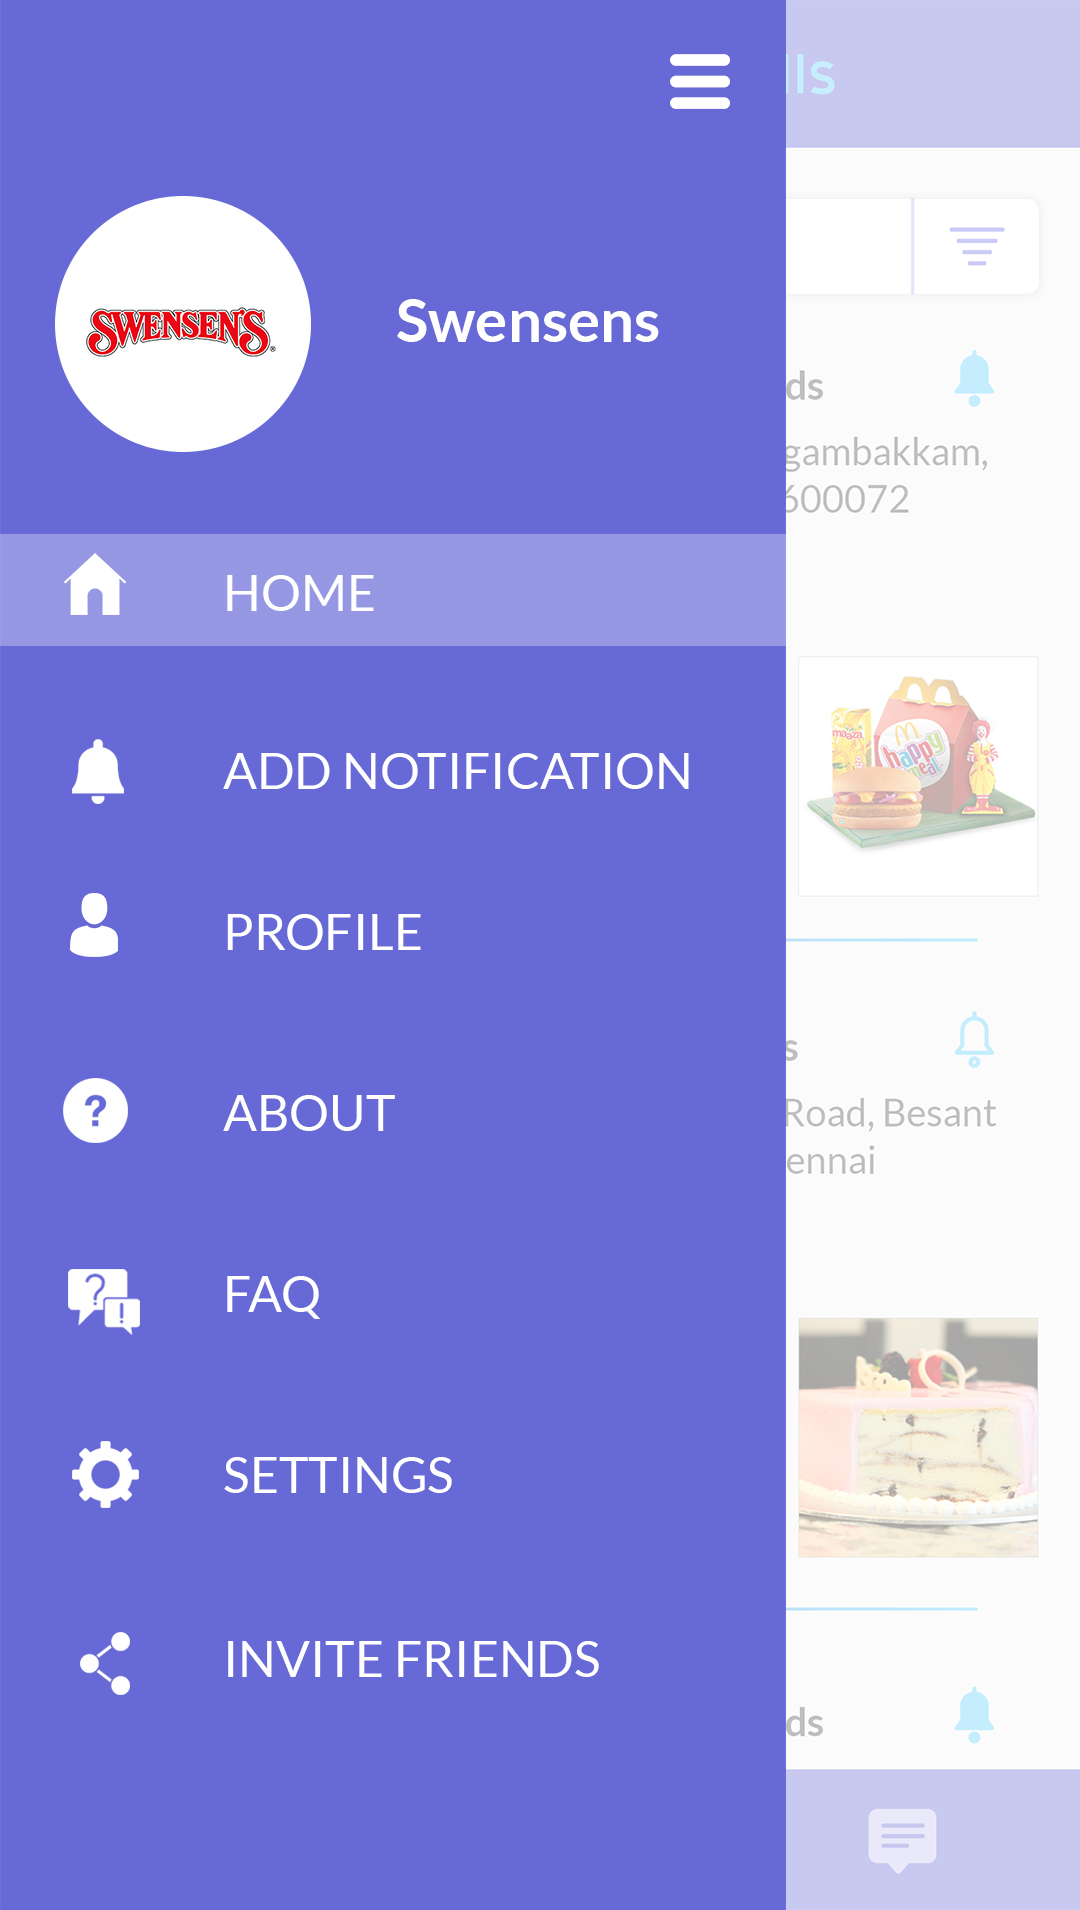 lls
SWENSEN'S
Swensens
ds
gambakkam,
600072
HOME
maaza
happy
meal
ADD NOTIFICATION
PROFILE
s
ABOUT
Road, Besant
ennai
FAQ
SETTINGS
INVITE FRIENDS
ds